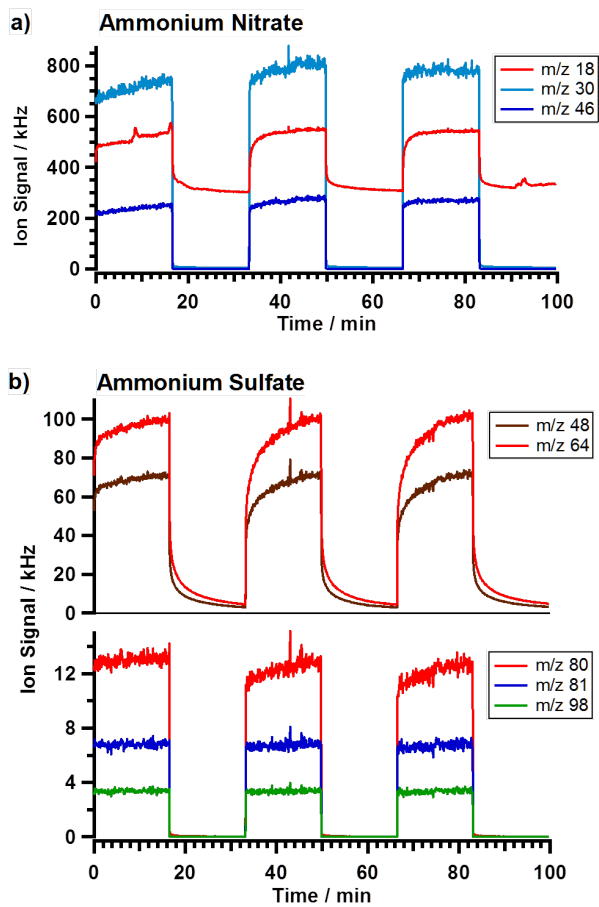 a) Ammonium Nitrate
800
600
400
200
0
Ion Signal / kHz
m/z 18
m/z 30
m/z 46
0 20 40 60 80 100
Time / min
b) Ammonium Sulfate
100
80
60
40
20
0
m/z 48
m/z 64
Ion Signal / kHz
12
8
4
0
m/z 80
m/z 81
m/z 98
0 20 40 60 80 100
Time / min